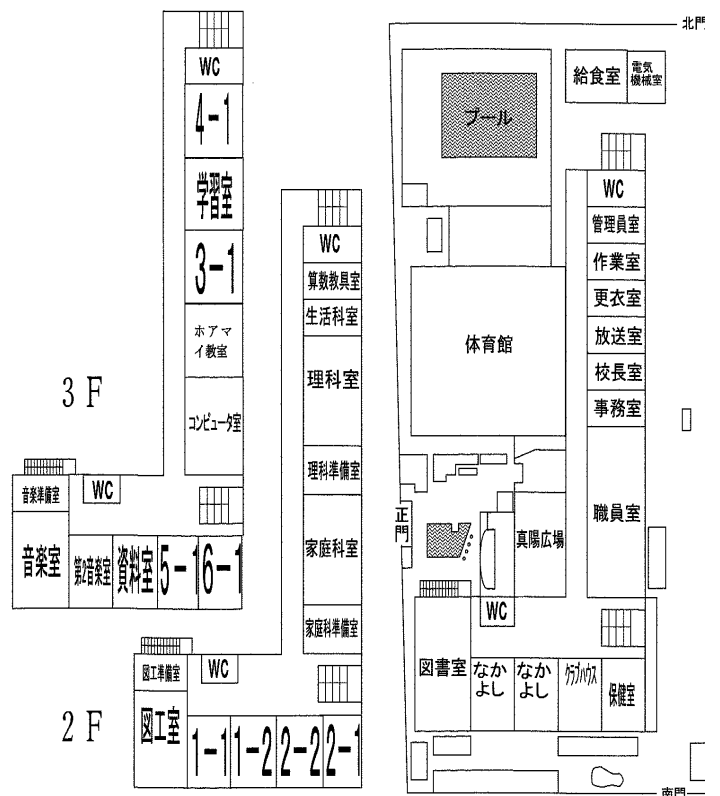 WC
4-1
学習室
3-1
ホアマ
イ教室
コンピュータ室
3F
音楽準備室
WC
音楽室
第2音楽室
資料室
5-1
6-1
WC
算数教具室
生活科室
理科室
理科準備室
家庭科室
家庭科準備室
2F
図工準備室
WC
図工室
1-1
1-2
2-2
2-1
北門
給食室
電気
機械室
プール
WC
管理員室
作業室
更衣室
放送室
校長室
事務室
職員室
体育館
正門
真陽広場
WC
図書室
なか
よし
なか
よし
クラブハウス
保健室
南門